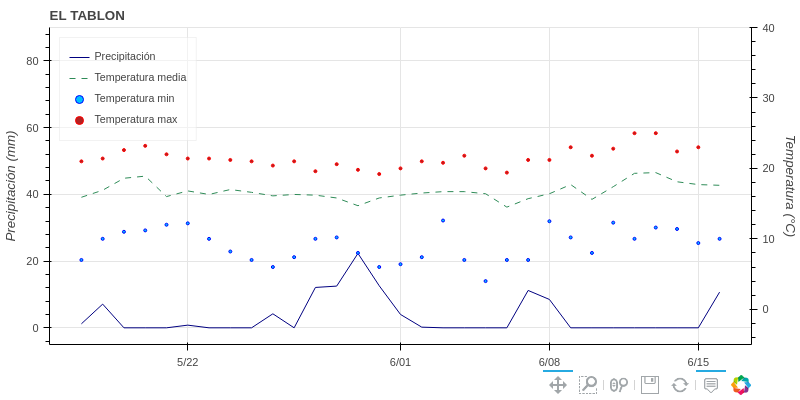 EL TABLON
Precipitación
Temperatura media
Temperatura min
Temperatura max
Precipitación (mm)
80
60
40
20
0
40
30
20
10
0
Temperatura (°C)
5/22
6/01
6/08
6/15